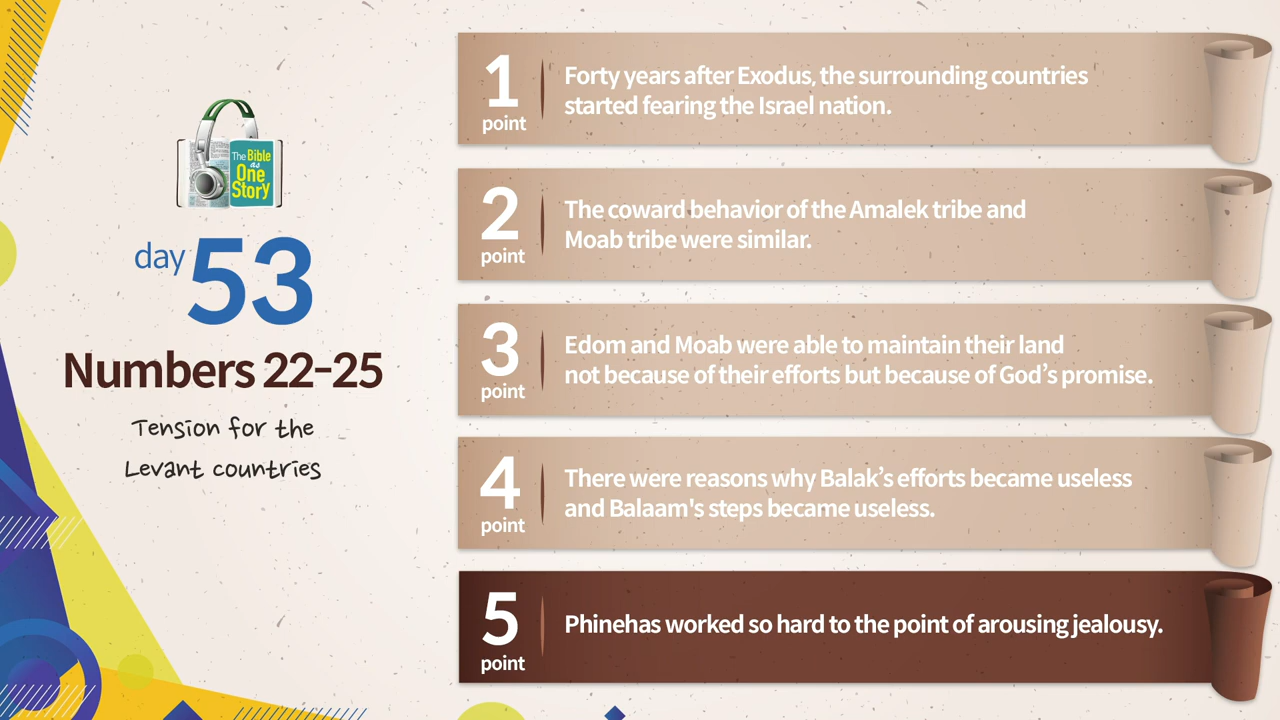 The Bible
as
One
Story
day 53
Numbers 22-25
Tension for the
Levant countries
1
point
Forty years after Exodus, the surrounding countries
started fearing the Israel nation.
2
point
The coward behavior of the Amalek tribe and
Moab tribe were similar.
3
point
Edom and Moab were able to maintain their land
not because of their efforts but because of God’s promise.
4
point
There were reasons why Balak’s efforts became useless
and Balaam's steps became useless.
5
point
Phinehas worked so hard to the point of arousing jealousy.